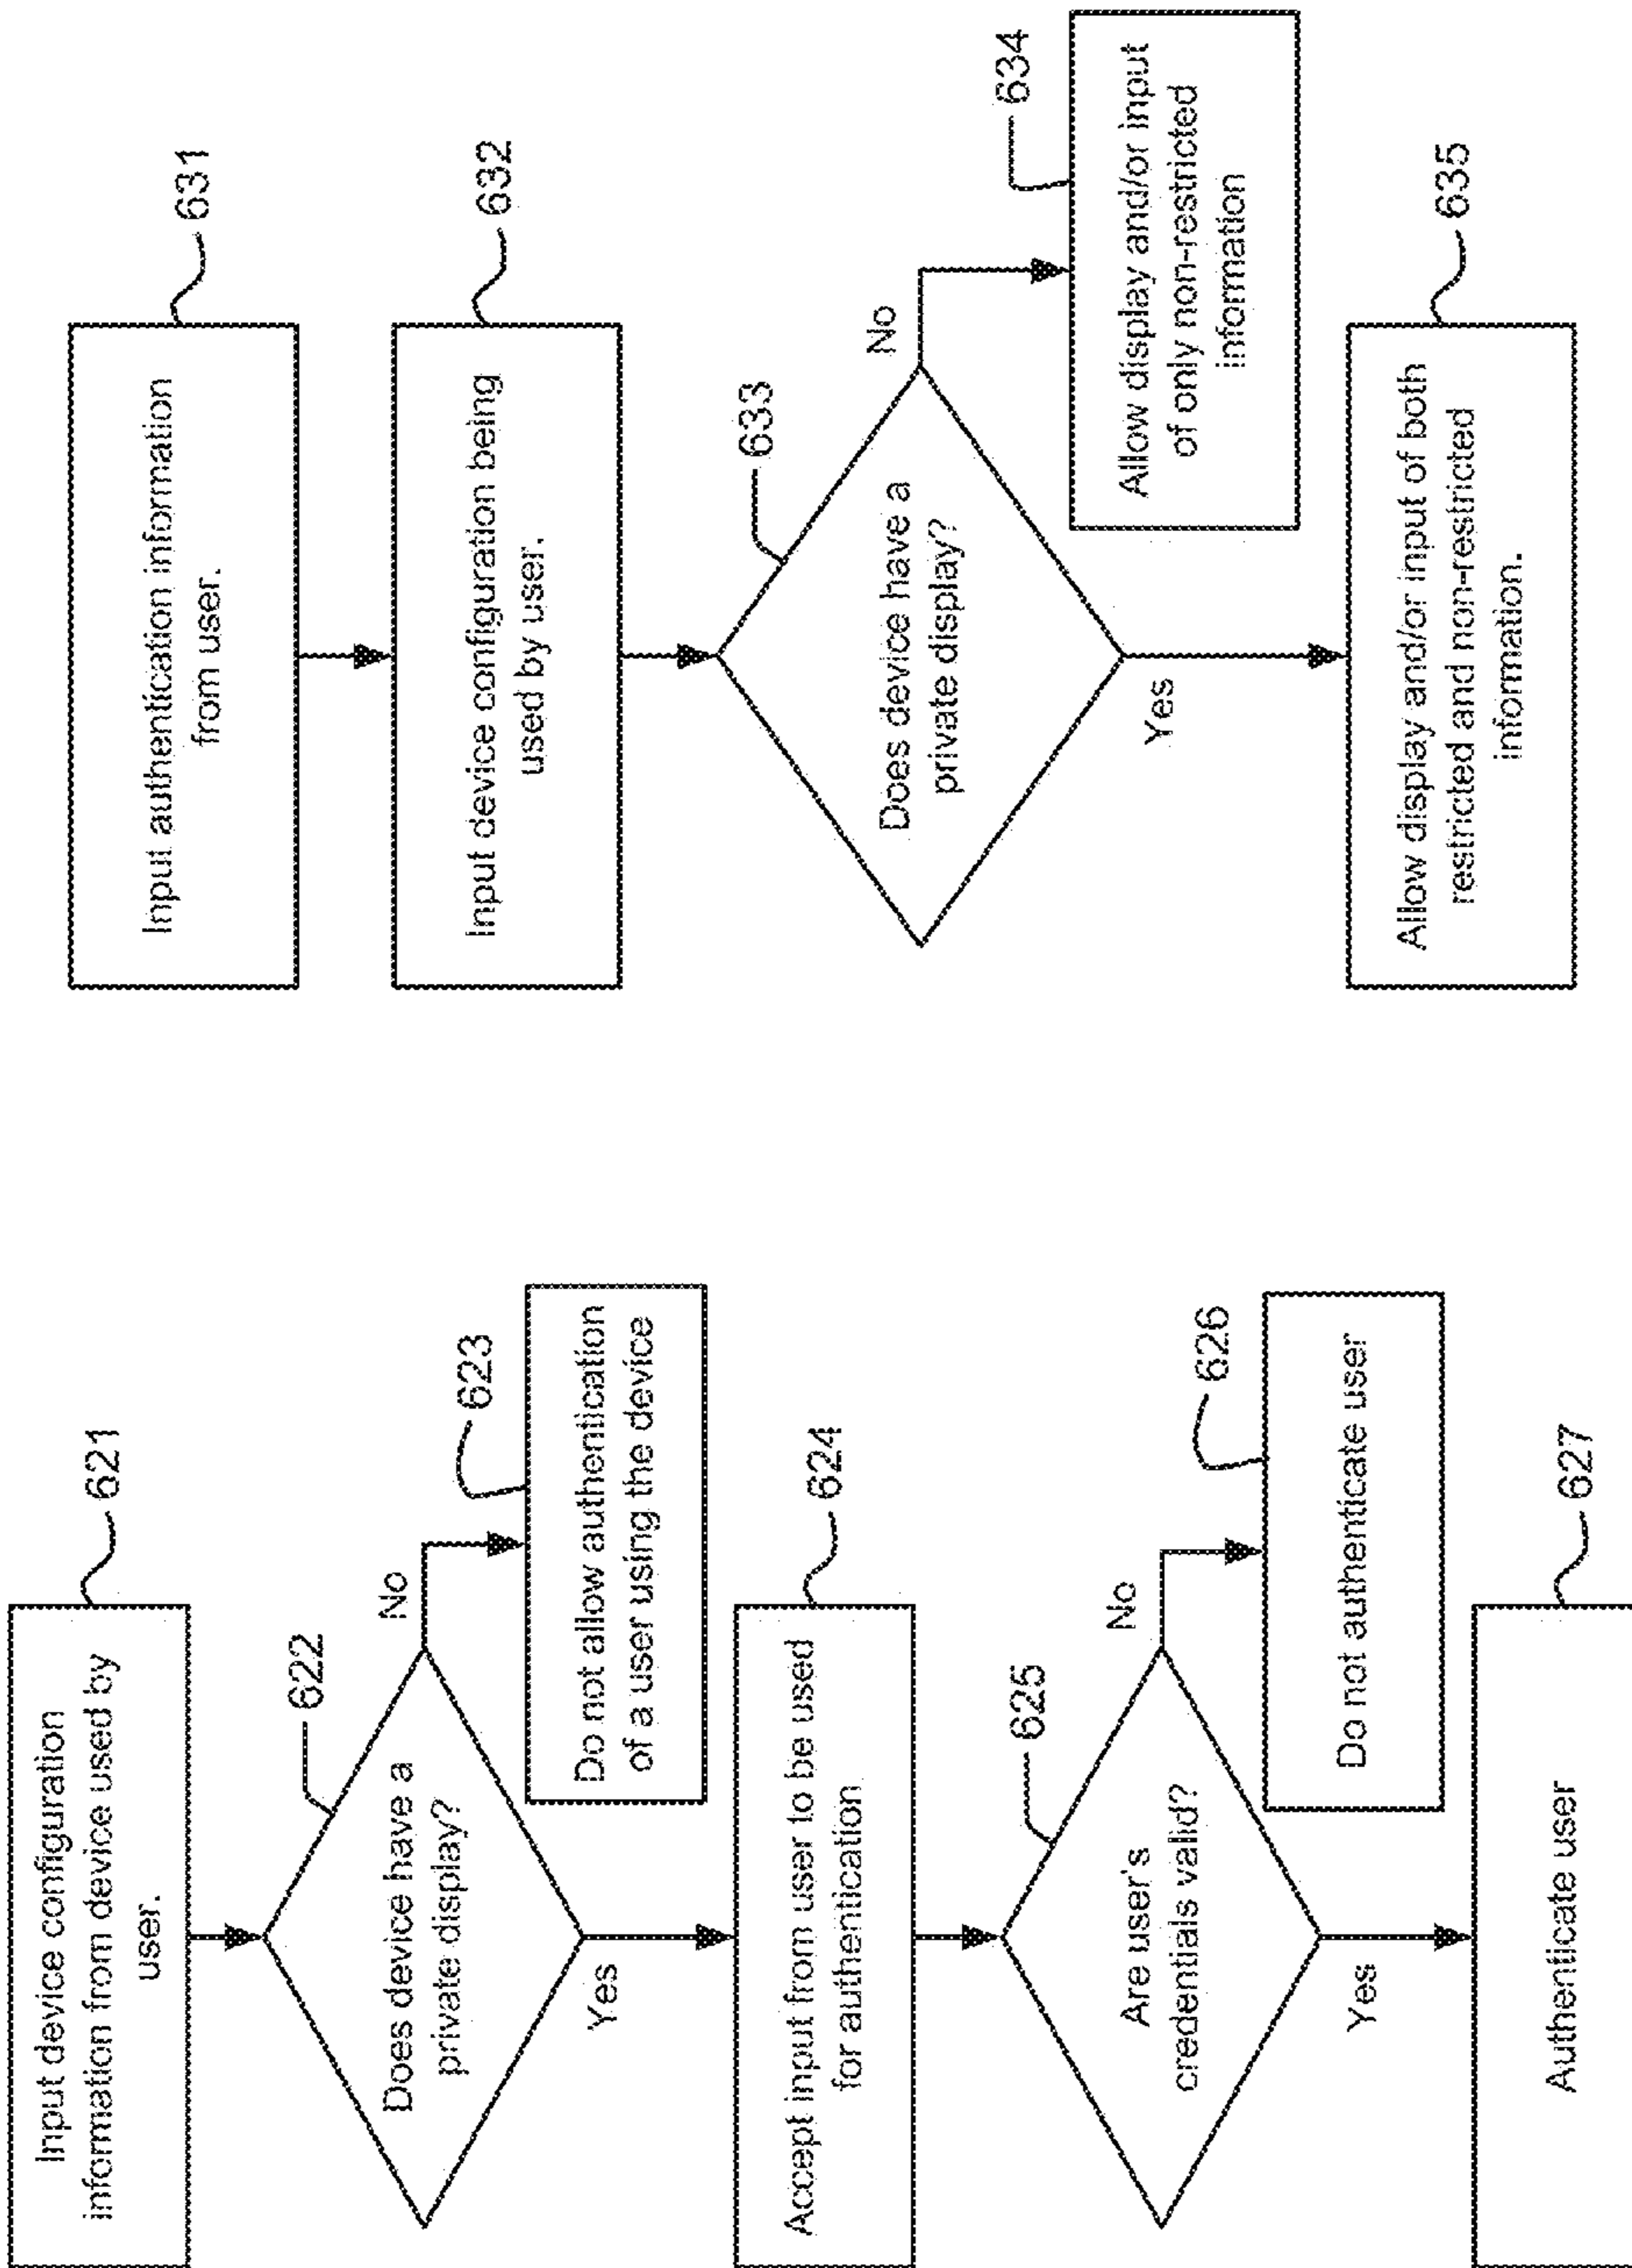 Input device configuration
information from device used by
user.
621
622
Does device have a
private display?
No
623
Do not allow authentication
of a user using the device
Yes
624
Accept input from user to be used
for authentication
625
Are user's
credentials valid?
No
626
Do not authenticate user
Yes
627
Authenticate user
631
Input authentication information
from user.
632
Input device configuration being
used by user.
633
Does device have a
private display?
No
634
Allow display and/or input
of only non-restricted
information
Yes
635
Allow display and/or input of both
restricted and non-restricted
information.